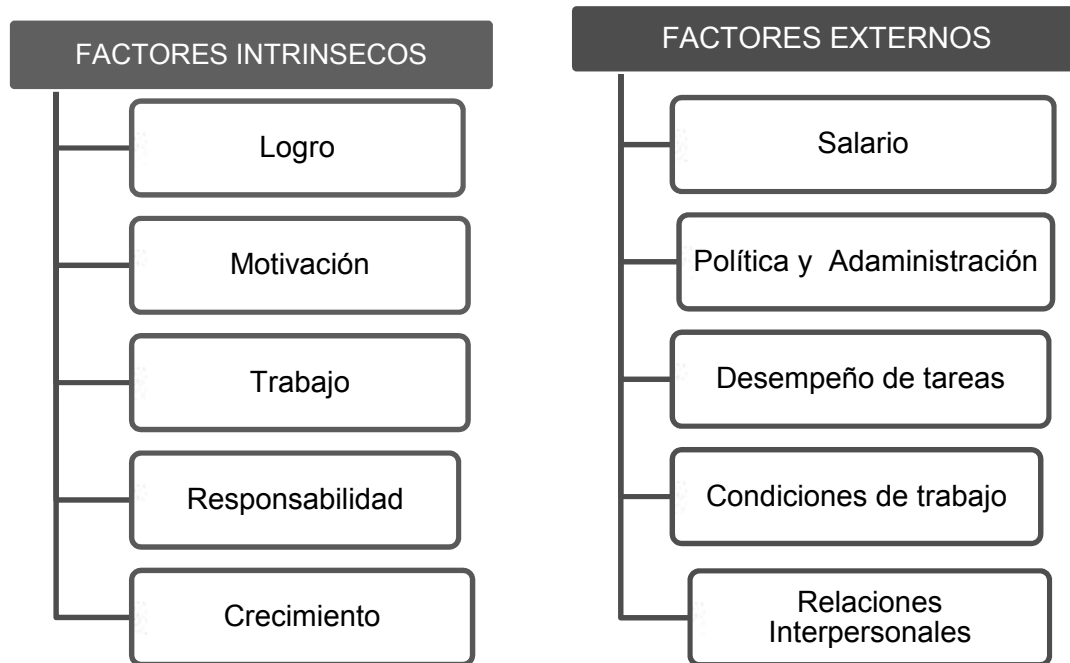 FACTORES INTRINSECOS
Logro
Motivación
Trabajo
Responsabilidad
Crecimiento
FACTORES EXTERNOS
Salario
Política y Adaministración
Desempeño de tareas
Condiciones de trabajo
Relaciones
Interpersonales